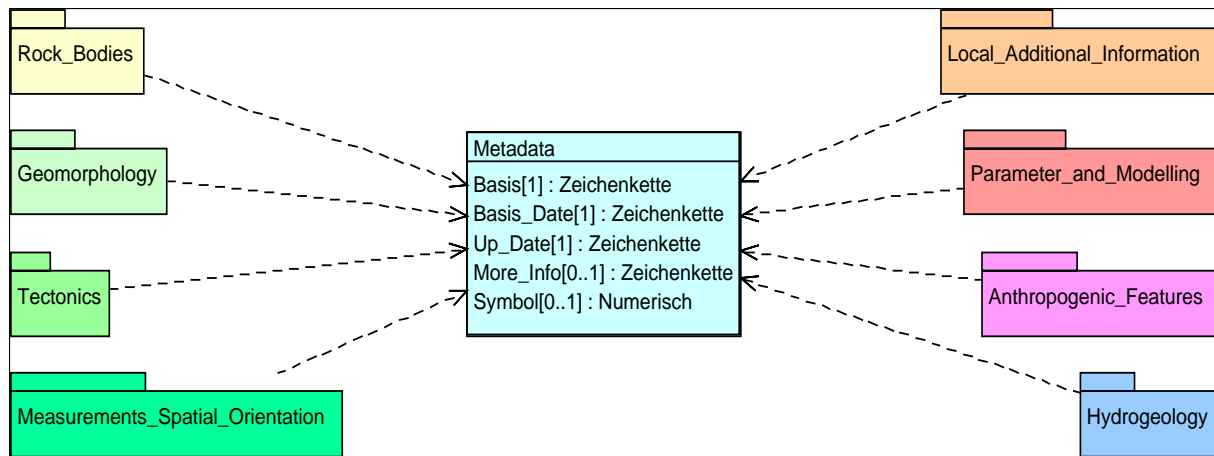 Rock_Bodies
Geomorphology
Tectonics
Measurements_Spatial_Orientation
Metadata
Basis[1] : Zeichenkette
Basis_Date[1] : Zeichenkette
Up_Date[1] : Zeichenkette
More_Info[0..1] : Zeichenkette
Symbol[0..1] : Numerisch
Local_Additional_Information
Parameter_and_Modelling
Anthropogenic_Features
Hydrogeology